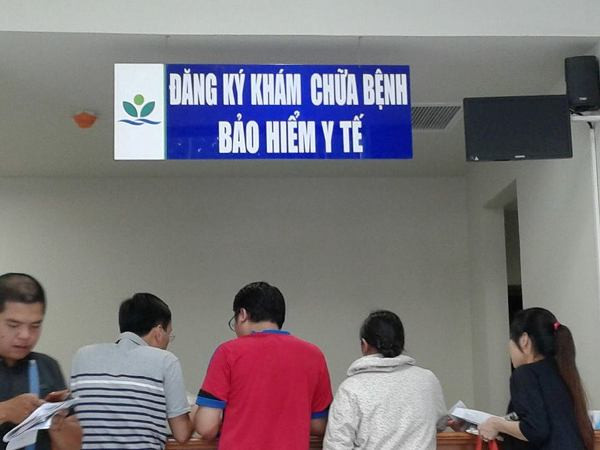 ĐĂNG KÝ KHÁM CHỮA BỆNH
BẢO HIỂM Y TẾ